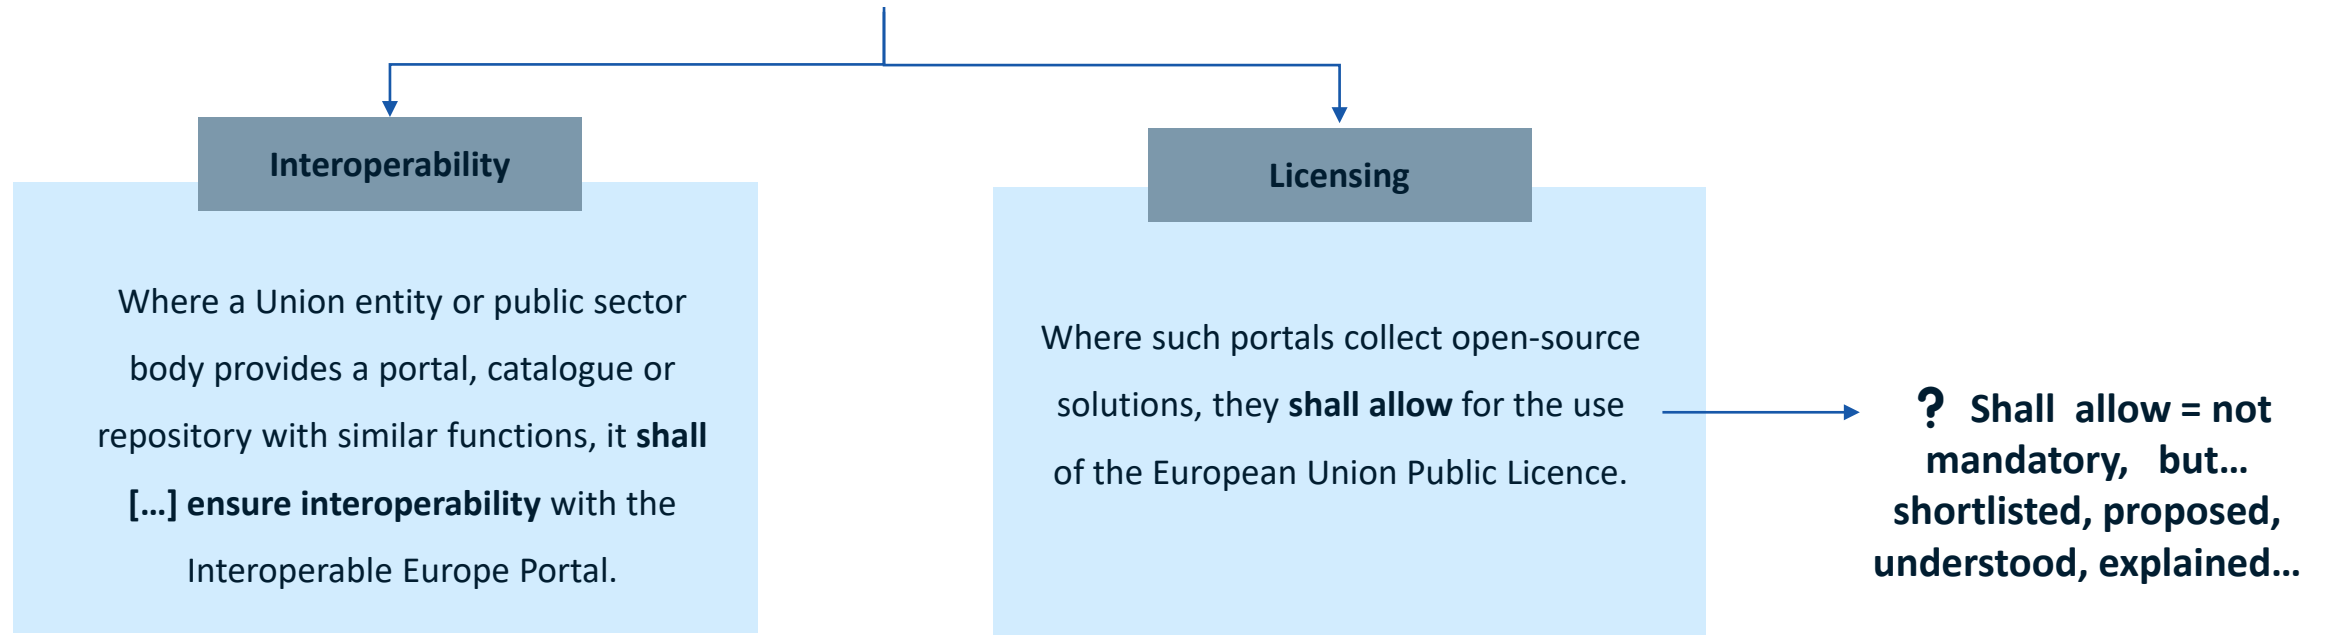 Interoperability
Where a Union entity or public sector
body provides a portal, catalogue or
repository with similar functions, it shall
[…] ensure interoperability with the
Interoperable Europe Portal.
Licensing
Where such portals collect open-source
solutions, they shall allow for the use
of the European Union Public Licence.
? Shall allow = not
mandatory, but…
shortlisted, proposed,
understood, explained…